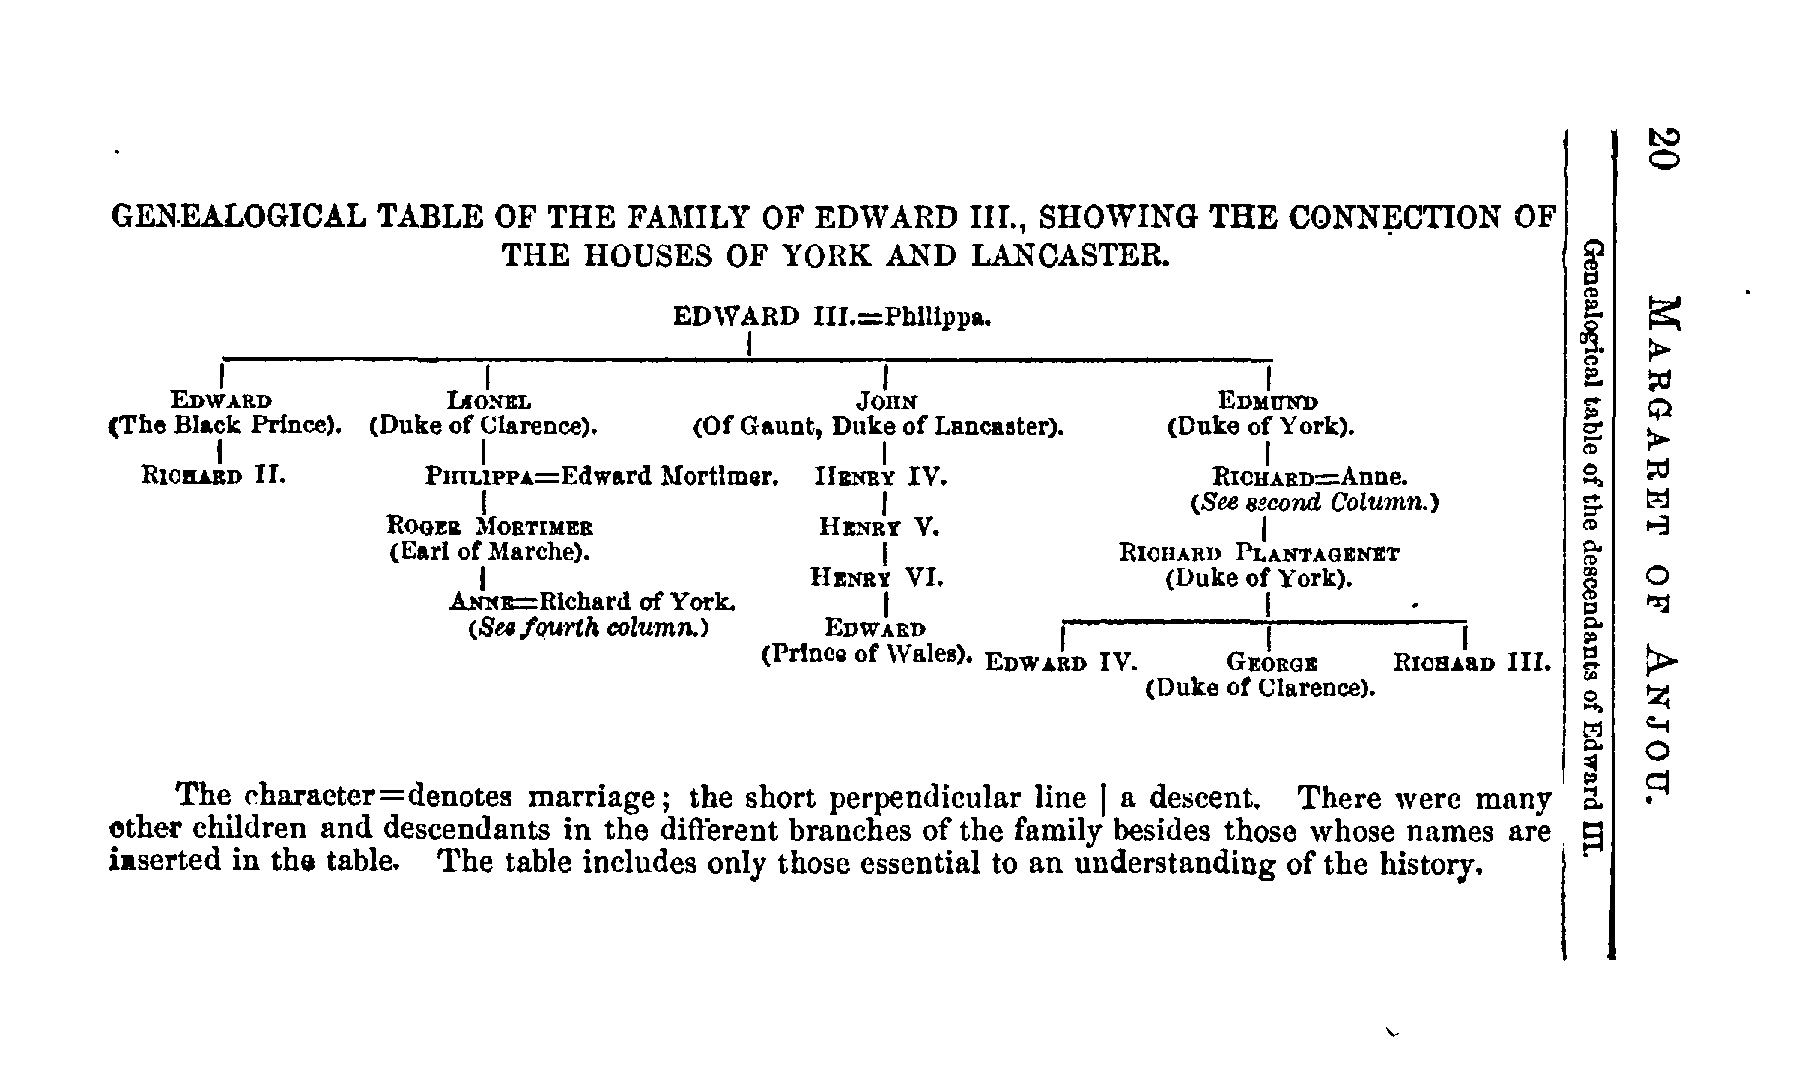 20 MARGARET OF ANJOU.
Genealogical table of the descendants of Edward III.
GENEALOGICAL TABLE OF THE FAMILY OF EDWARD III., SHOWING THE CONNECTION OF
THE HOUSES OF YORK AND LANCASTER.
EDWARD III.=Philippa.
EDWARD LIONEL JOHN EDMUND
(The Black Prince). (Duke of Clarence). (Of Gaunt, Duke of Lancaster). (Duke of York).
RICHARD II. PHILIPPA=Edward Mortimer. HENRY IV. RICHARD=Anne.
(See second Column.)
ROGER MORTIMER HENRY V.
(Earl of Marche). RICHARD PLANTAGENET
HENRY VI. (Duke of York).
ANNE=Richard of York.
(See fourth column.) EDWARD
(Prince of Wales). EDWARD IV. GEORGE RICHARD III.
(Duke of Clarence).
The character=denotes marriage; the short perpendicular line | a descent. There were many
other children and descendants in the different branches of the family besides those whose names are
inserted in the table. The table includes only those essential to an understanding of the history.